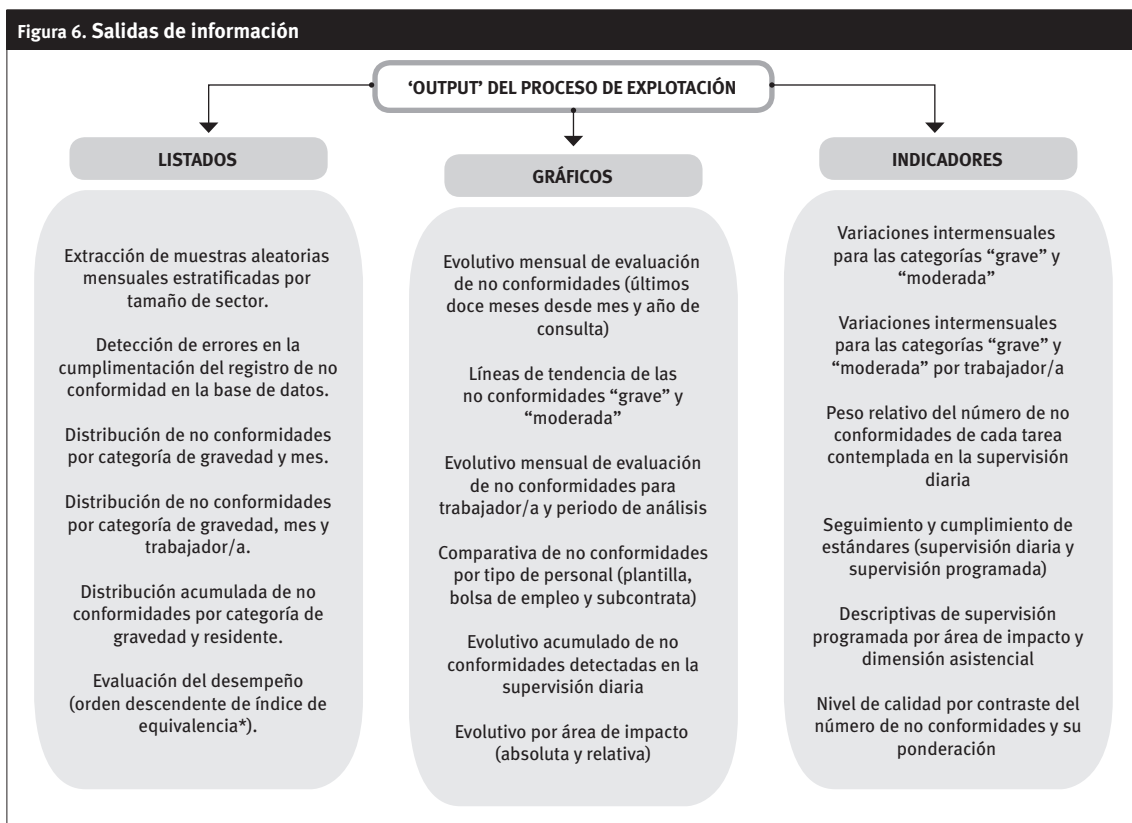 Figura 6. Salidas de información
‘OUTPUT’ DEL PROCESO DE EXPLOTACIÓN
LISTADOS
Extracción de muestras aleatorias
mensuales estratificadas por
tamaño de sector.
Detección de errores en la
cumplimentación del registro de no
conformidad en la base de datos.
Distribución de no conformidades
por categoría de gravedad y mes.
Distribución de no conformidades
por categoría de gravedad, mes y
trabajador/a.
Distribución acumulada de no
conformidades por categoría de
gravedad y residente.
Evaluación del desempeño
(orden descendente de índice de
equivalencia*).
GRÁFICOS
Evolutivo mensual de evaluación
de no conformidades (últimos
doce meses desde mes y año de
consulta)
Líneas de tendencia de las
no conformidades “grave” y
“moderada”
Evolutivo mensual de evaluación
de no conformidades para
trabajador/a y periodo de análisis
Comparativa de no conformidades
por tipo de personal (plantilla,
bolsa de empleo y subcontrata)
Evolutivo acumulado de no
conformidades detectadas en la
supervisión diaria
Evolutivo por área de impacto
(absoluta y relativa)
INDICADORES
Variaciones intermensuales
para las categorías “grave” y
“moderada”
Variaciones intermensuales
para las categorías “grave” y
“moderada” por trabajador/a
Peso relativo del número de no
conformidades de cada tarea
contemplada en la supervisión
diaria
Seguimiento y cumplimiento de
estándares (supervisión diaria y
supervisión programada)
Descriptivas de supervisión
programada por área de impacto y
dimensión asistencial
Nivel de calidad por contraste del
número de no conformidades y su
ponderación